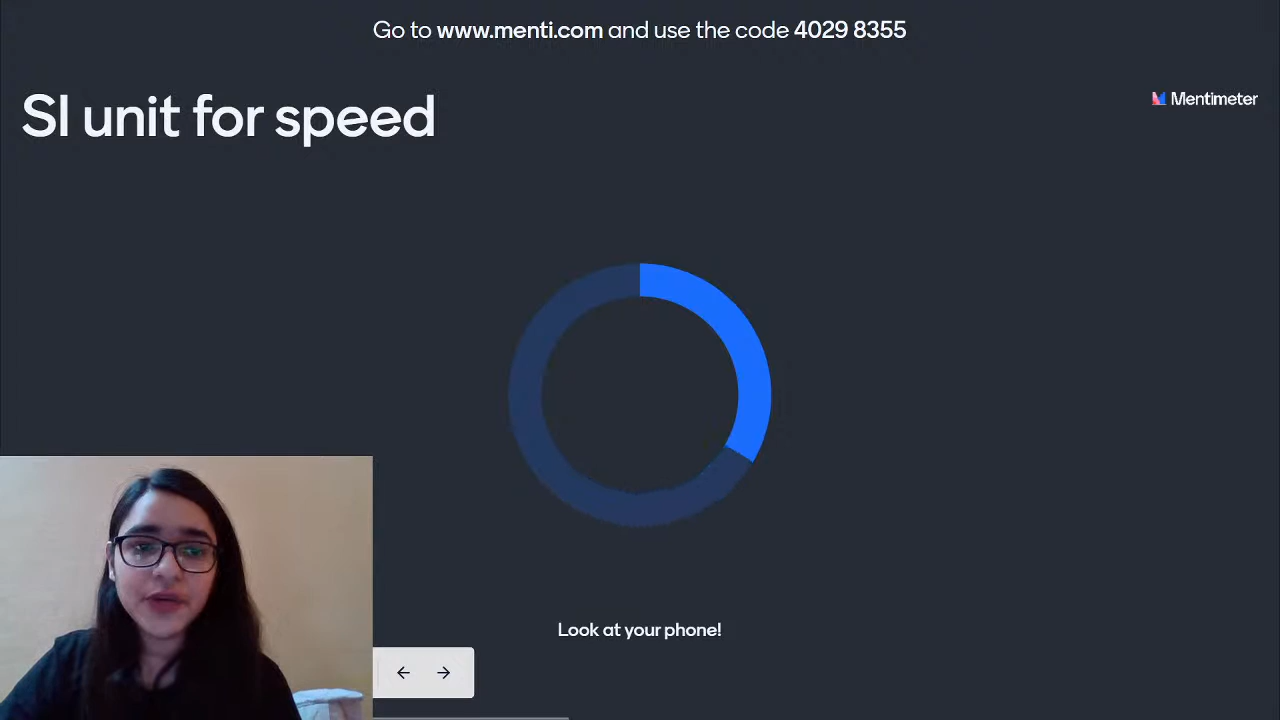 Go to www.menti.com and use the code 4029 8355
SI unit for speed
Mentimeter
Look at your phone!